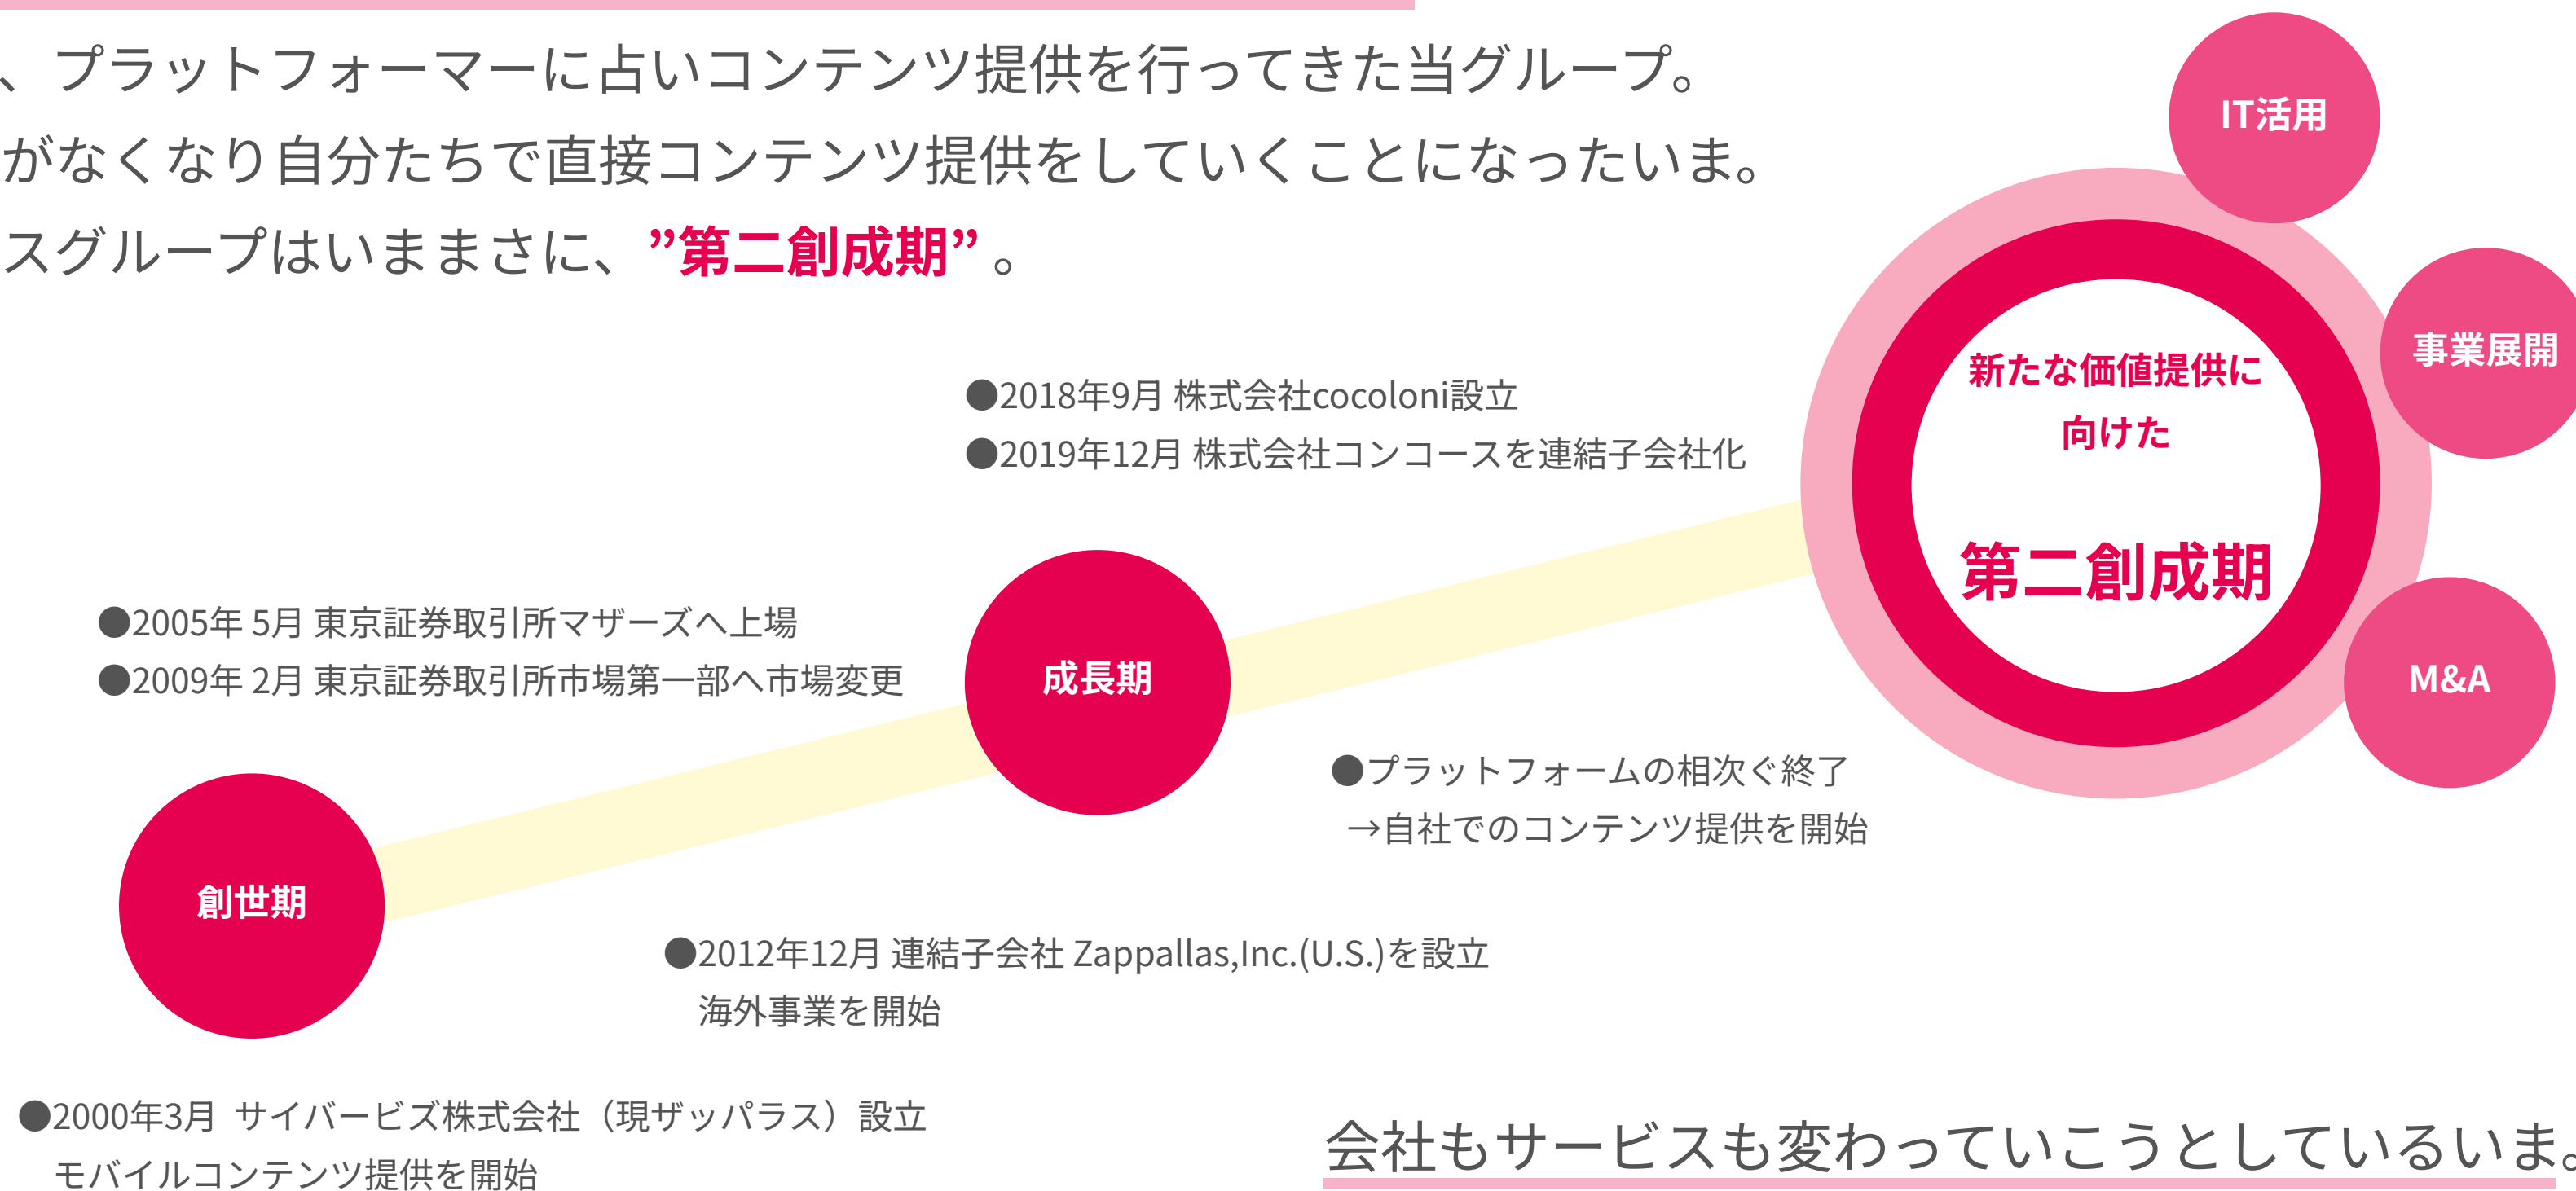 、プラットフォーマーに占いコンテンツ提供を行ってきた当グループ。
がなくなり自分たちで直接コンテンツ提供をしていくことになったいま。
スグループはいままさに、”第二創成期” 。
IT活用
事業展開
M&A
新たな価値提供に
向けた
第二創成期
●2018年9月 株式会社cocoloni設立
●2019年12月 株式会社コンコースを連結子会社化
●2005年 5月 東京証券取引所マザーズへ上場
●2009年 2月 東京証券取引所市場第一部へ市場変更
成長期
●プラットフォームの相次ぐ終了
→自社でのコンテンツ提供を開始
創世期
●2012年12月 連結子会社 Zappallas,Inc.(U.S.)を設立
海外事業を開始
●2000年3月 サイバービズ株式会社（現ザッパラス）設立
モバイルコンテンツ提供を開始
会社もサービスも変わっていこうとしているいま。